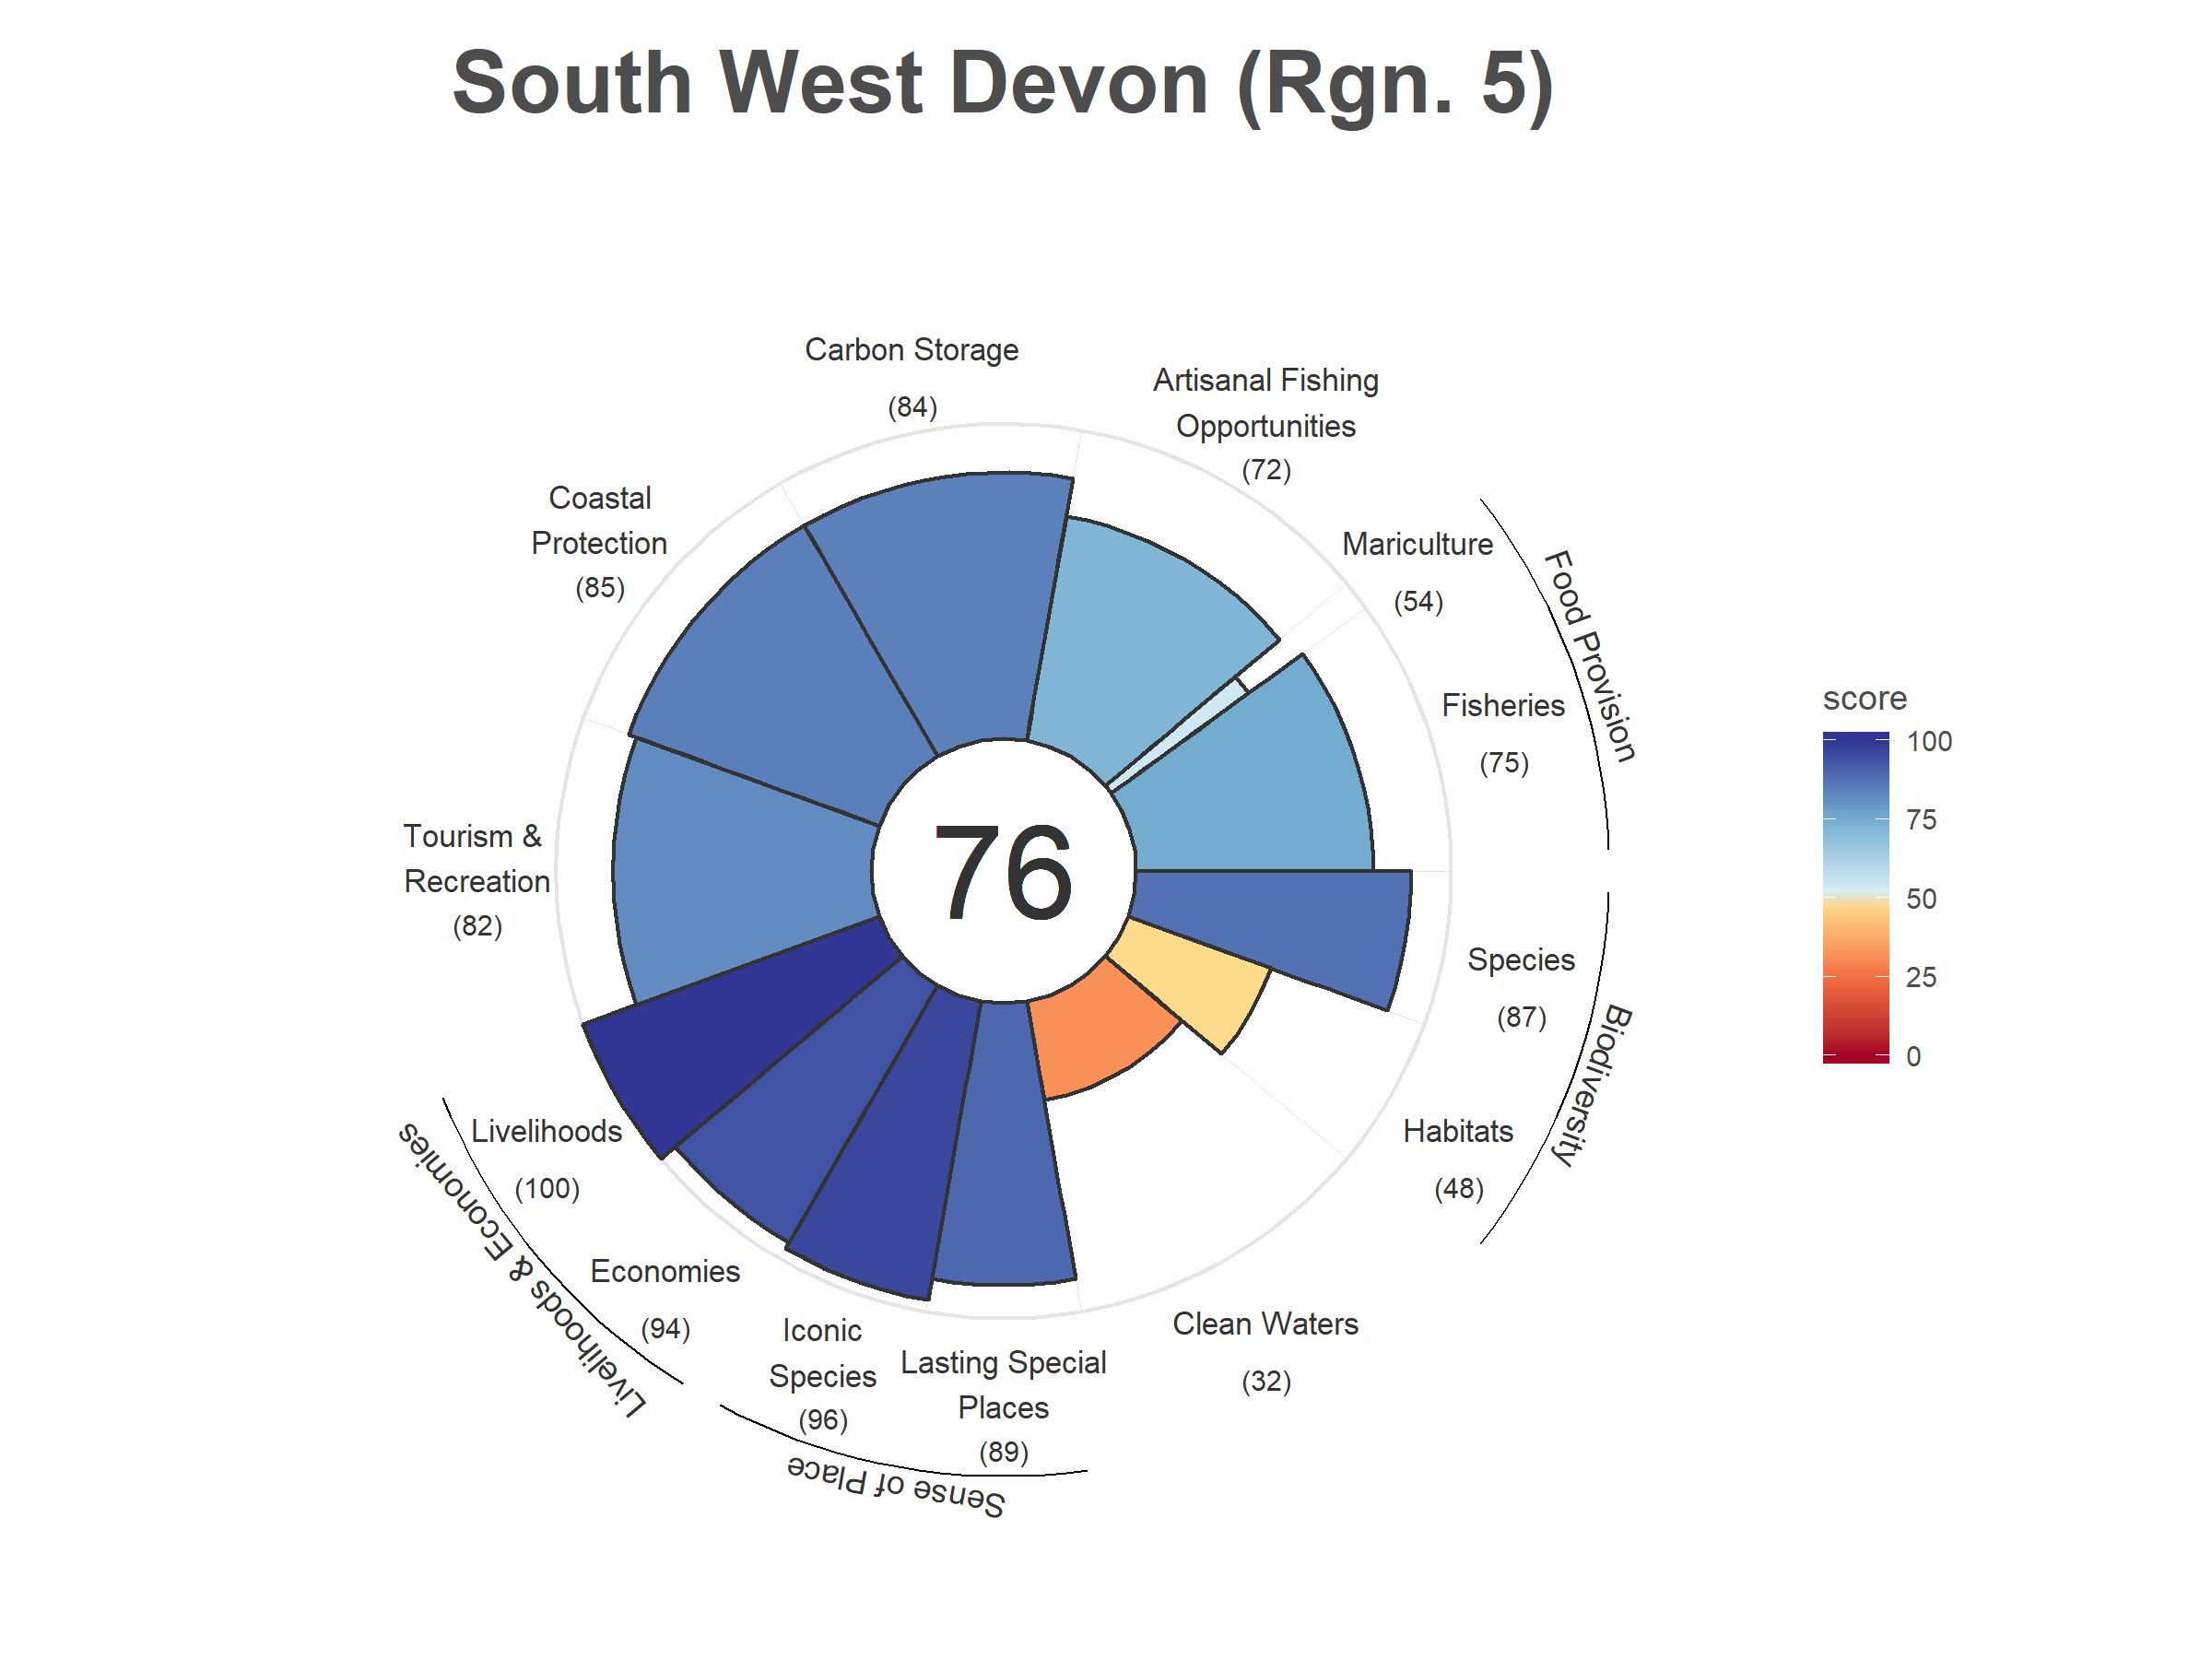 South West Devon (Rgn. 5)
Carbon Storage
(84)
Artisanal Fishing
Opportunities
(72)
Mariculture
(54)
Food Provision
Fisheries
(75)
Coastal
Protection
(85)
Tourism &
Recreation
(82)
76
Species
(87)
Biodiversity
Habitats
(48)
Clean Waters
(32)
Lasting Special
Places
(89)
Iconic
Species
(96)
Sense of Place
Economies
(94)
Livelihoods
(100)
Livelihoods & Economies
score
100
75
50
25
0